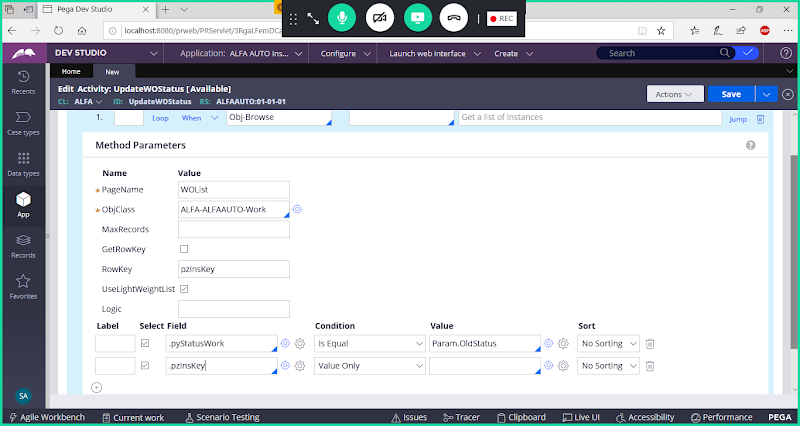 Pega Dev Studio
localhost:8080/prweb/PRServlet/3RgaLFemDCa
REC
DEV STUDIO
Application: ALFA AUTO Ins...
Configure
Launch web interface
Create
Search
Recents
Case types
Data types
App
Records
Favorites
SA
Home
New
Edit Activity: UpdateWOStatus [Available]
CL: ALFA ID: UpdateWOStatus RS: ALFAAUTO:01-01-01
Actions
Save
1. Loop When Obj-Browse Get a list of instances Jump
Method Parameters
Name Value
PageName WOList
ObjClass ALFA-ALFAAUTO-Work
MaxRecords
GetRowKey
RowKey pzInsKey
UseLightWeightList
Logic
Label Select Field Condition Value Sort
.pyStatusWork Is Equal Param.OldStatus No Sorting
.pzInsKey Value Only No Sorting
Agile Workbench Current work Scenario Testing Issues Tracer Clipboard Live UI Accessibility Performance PEGA